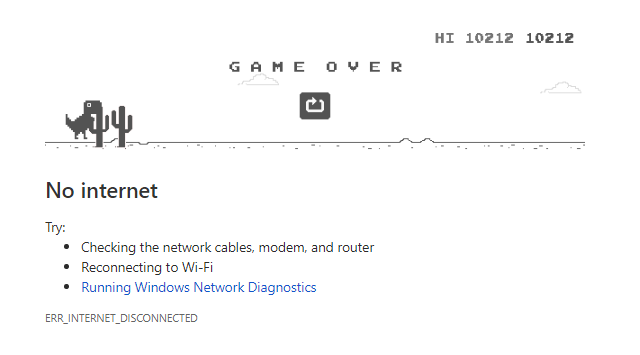 HI 10212 10212
GAME OVER
No internet
Try:
• Checking the network cables, modem, and router
• Reconnecting to Wi-Fi
• Running Windows Network Diagnostics
ERR_INTERNET_DISCONNECTED